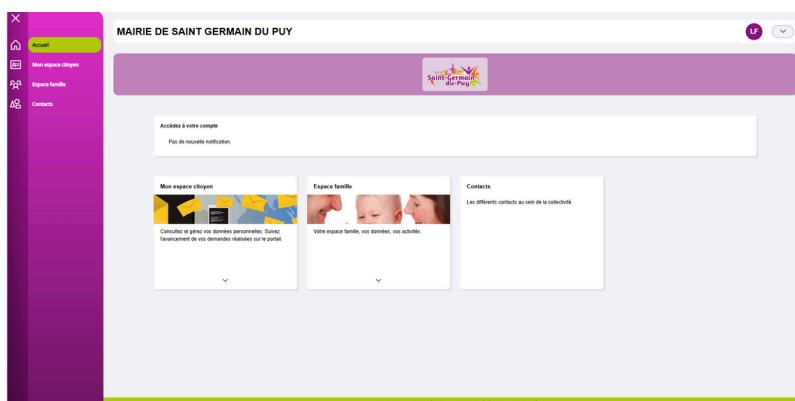 MAIRIE DE SAINT GERMAIN DU PUY
LF
Accueil
Mon espace citoyen
Espace famille
Contacts
Saint-Germain
du-Puy
Accédez à votre compte
Pas de nouvelle notification.
Mon espace citoyen
Consultez et gérez vos données personnelles. Suivez
l'avancement de vos demandes réalisées sur le portail.
Espace famille
Votre espace famille, vos données, vos activités.
Contacts
Les différents contacts au sein de la collectivité